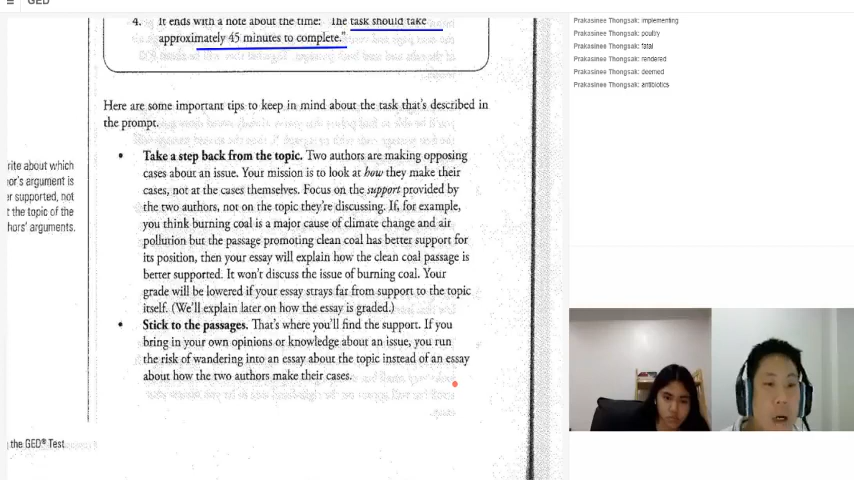 GED
4. It ends with a note about the time: "The task should take
approximately 45 minutes to complete."
Here are some important tips to keep in mind about the task that's described in
the prompt.
rite about which
or's argument is
er supported, not
t the topic of the
hors' arguments.
• Take a step back from the topic. Two authors are making opposing
cases about an issue. Your mission is to look at how they make their
cases, not at the cases themselves. Focus on the support provided by
the two authors, not on the topic they're discussing. If, for example,
you think burning coal is a major cause of climate change and air
pollution but the passage promoting clean coal has better support for
its position, then your essay will explain how the clean coal passage is
better supported. It won't discuss the issue of burning coal. Your
grade will be lowered if your essay strays far from support to the topic
itself. (We'll explain later on how the essay is graded.)
• Stick to the passages. That's where you'll find the support. If you
bring in your own opinions or knowledge about an issue, you run
the risk of wandering into an essay about the topic instead of an essay
about how the two authors make their cases.
the GED® Test
Prakasinee Thongsak: implementing
Prakasinee Thongsak: poultry
Prakasinee Thongsak: fatal
Prakasinee Thongsak: rendered
Prakasinee Thongsak: deemed
Prakasinee Thongsak: antibiotics